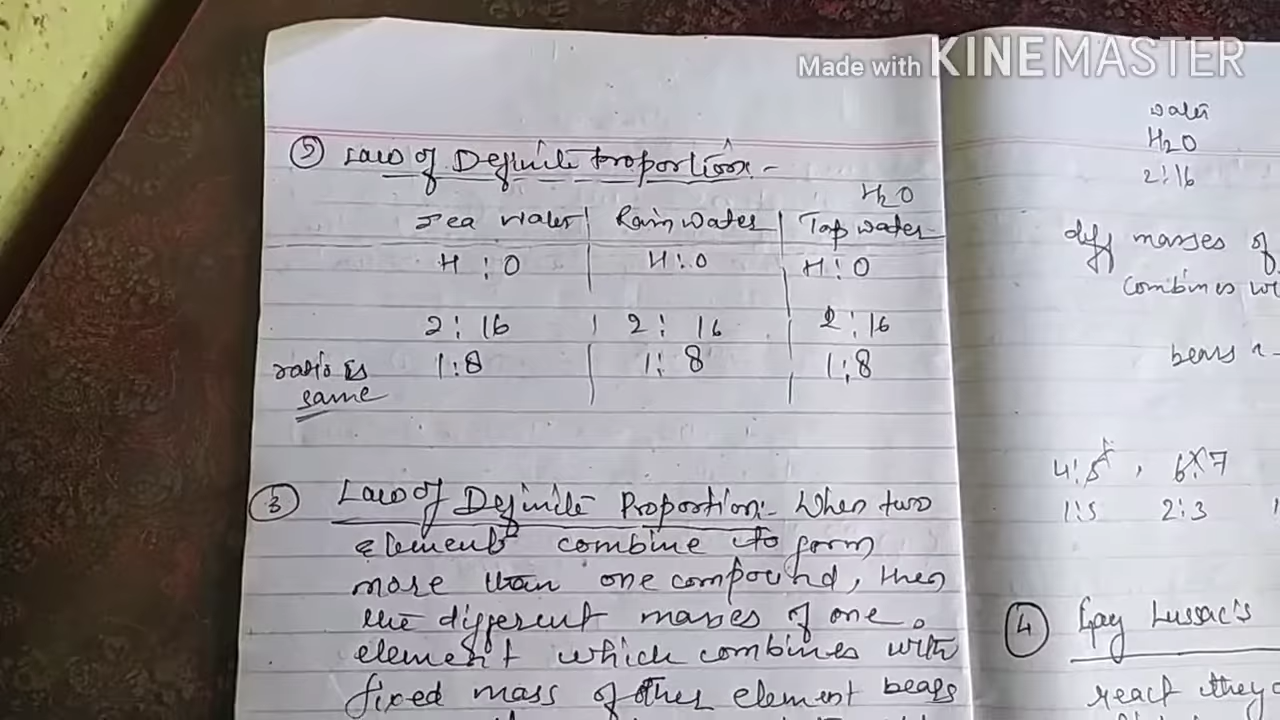 Made with KINEMASTER
② Law of Definite Proportion :-
H₂O
Sea Water | Rain Water | Tap water
H : O | H : O | H : O
2 : 16 | 2 : 16 | 2 : 16
ratio is same 1 : 8 | 1 : 8 | 1 : 8
③ Law of Definite Proportion:- When two
element combine to form
more than one compound, then
the different masses of one
element which combines with
fixed mass of other element bears
water
H₂O
2:16
diff masses of
combines
bears a
1:5 2:3
④ Gay Lussac's
react they